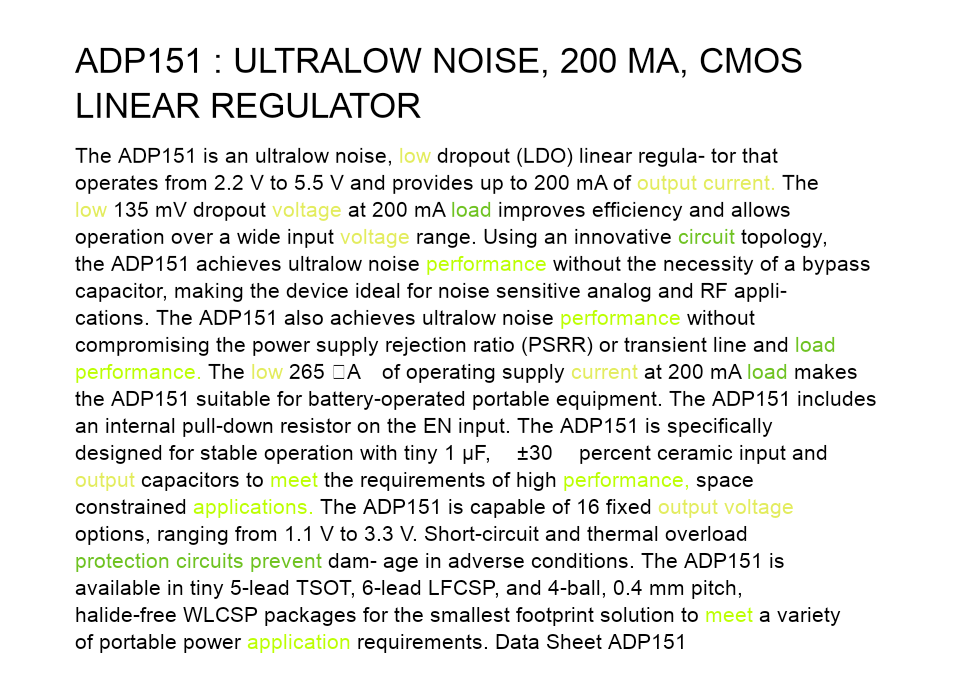 ADP151 : ULTRALOW NOISE, 200 MA, CMOS
LINEAR REGULATOR
The ADP151 is an ultralow noise, low dropout (LDO) linear regula- tor that
operates from 2.2 V to 5.5 V and provides up to 200 mA of output current. The
low 135 mV dropout voltage at 200 mA load improves efficiency and allows
operation over a wide input voltage range. Using an innovative circuit topology,
the ADP151 achieves ultralow noise performance without the necessity of a bypass
capacitor, making the device ideal for noise sensitive analog and RF appli-
cations. The ADP151 also achieves ultralow noise performance without
compromising the power supply rejection ratio (PSRR) or transient line and load
performance. The low 265 □A of operating supply current at 200 mA load makes
the ADP151 suitable for battery-operated portable equipment. The ADP151 includes
an internal pull-down resistor on the EN input. The ADP151 is specifically
designed for stable operation with tiny 1 µF, ±30 percent ceramic input and
output capacitors to meet the requirements of high performance, space
constrained applications. The ADP151 is capable of 16 fixed output voltage
options, ranging from 1.1 V to 3.3 V. Short-circuit and thermal overload
protection circuits prevent dam- age in adverse conditions. The ADP151 is
available in tiny 5-lead TSOT, 6-lead LFCSP, and 4-ball, 0.4 mm pitch,
halide-free WLCSP packages for the smallest footprint solution to meet a variety
of portable power application requirements. Data Sheet ADP151